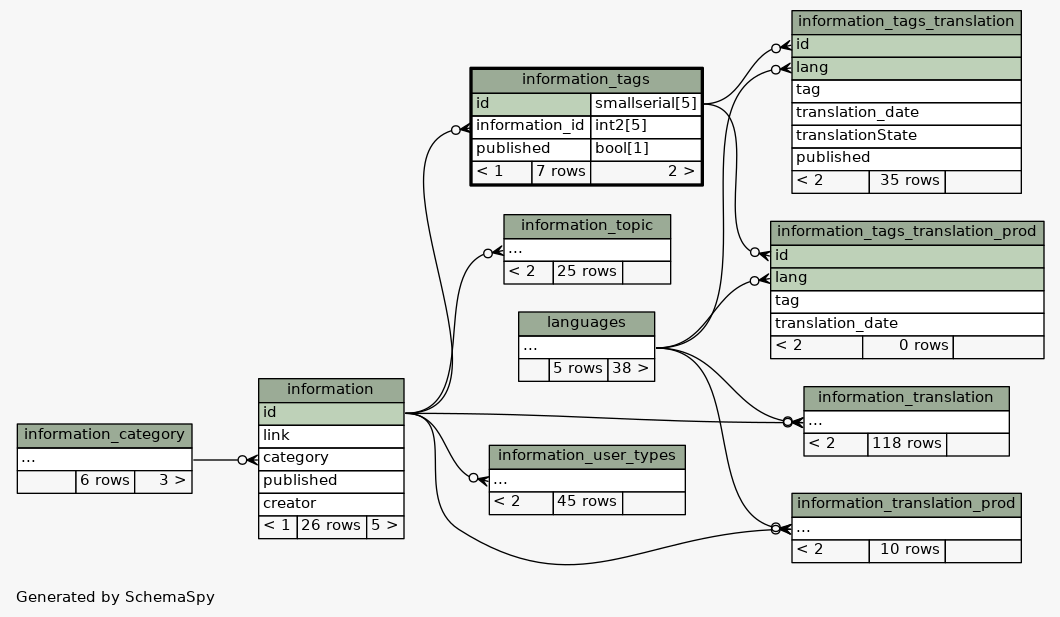 information_tags_translation
id
lang
tag
translation_date
translationState
published
< 2 35 rows
information_tags
id smallserial[5]
information_id int2[5]
published bool[1]
< 1 7 rows 2 >
information_topic
...
< 2 25 rows
information_tags_translation_prod
id
lang
tag
translation_date
< 2 0 rows
languages
...
5 rows 38 >
information
id
link
category
published
creator
< 1 26 rows 5 >
information_translation
...
< 2 118 rows
information_category
...
6 rows 3 >
information_user_types
...
< 2 45 rows
information_translation_prod
...
< 2 10 rows
Generated by SchemaSpy